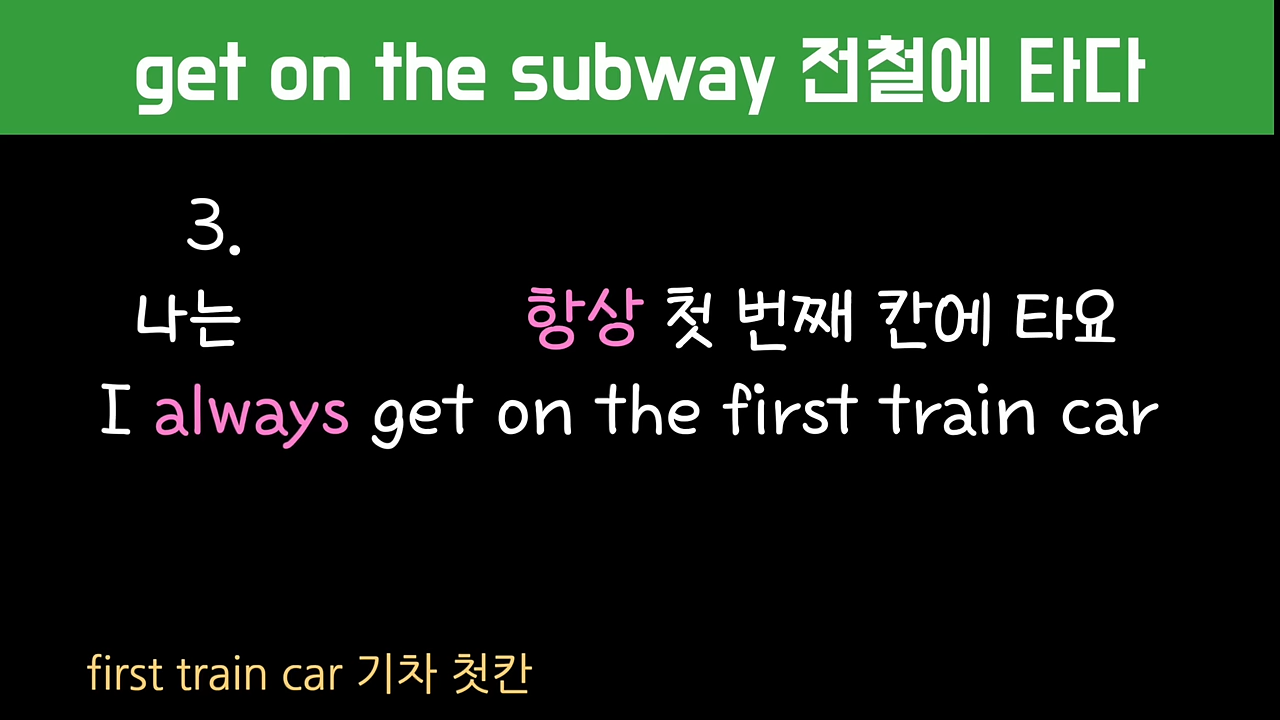 get on the subway 전철에 타다
3.
나는 항상 첫 번째 칸에 타요
I always get on the first train car
first train car 기차 첫칸